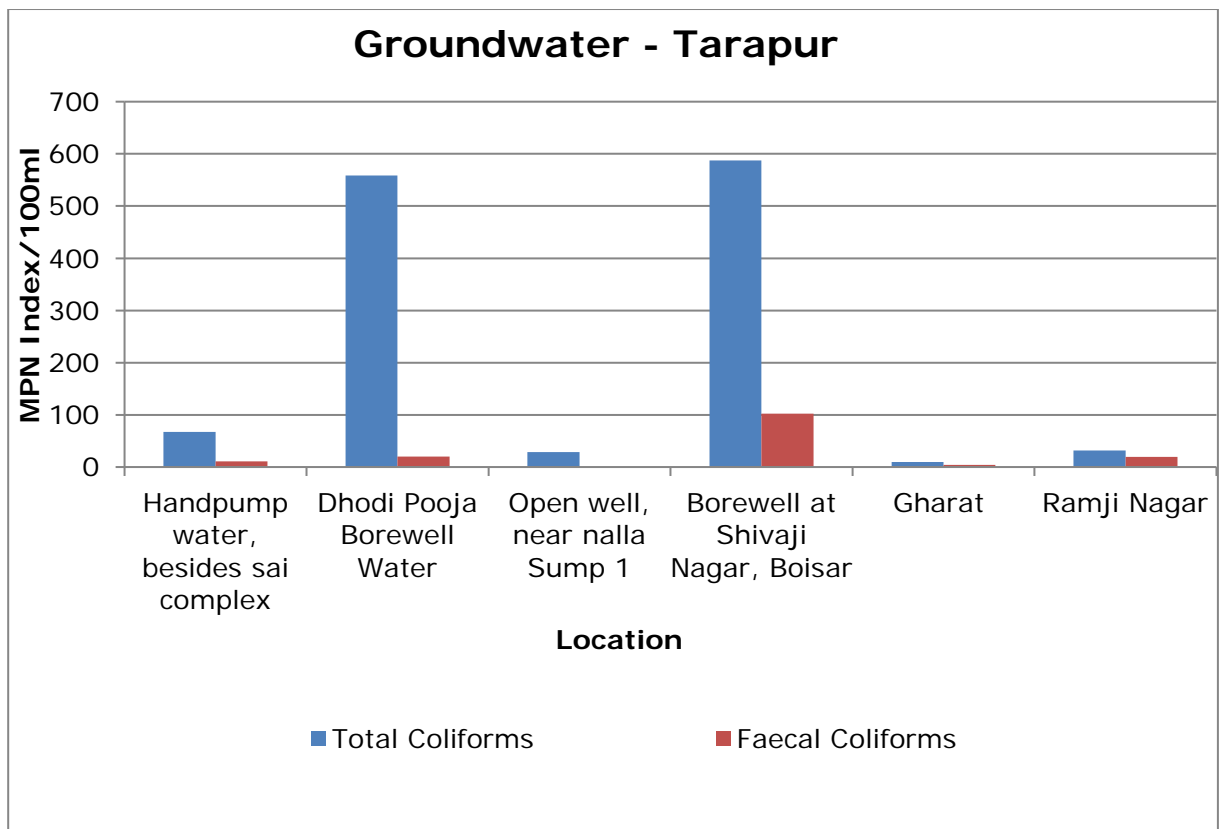 Groundwater - Tarapur
MPN Index/100ml
700
600
500
400
300
200
100
0
Handpump
water,
besides sai
complex
Dhodi Pooja
Borewell
Water
Open well,
near nalla
Sump 1
Borewell at
Shivaji
Nagar, Boisar
Gharat
Ramji Nagar
Location
Total Coliforms
Faecal Coliforms